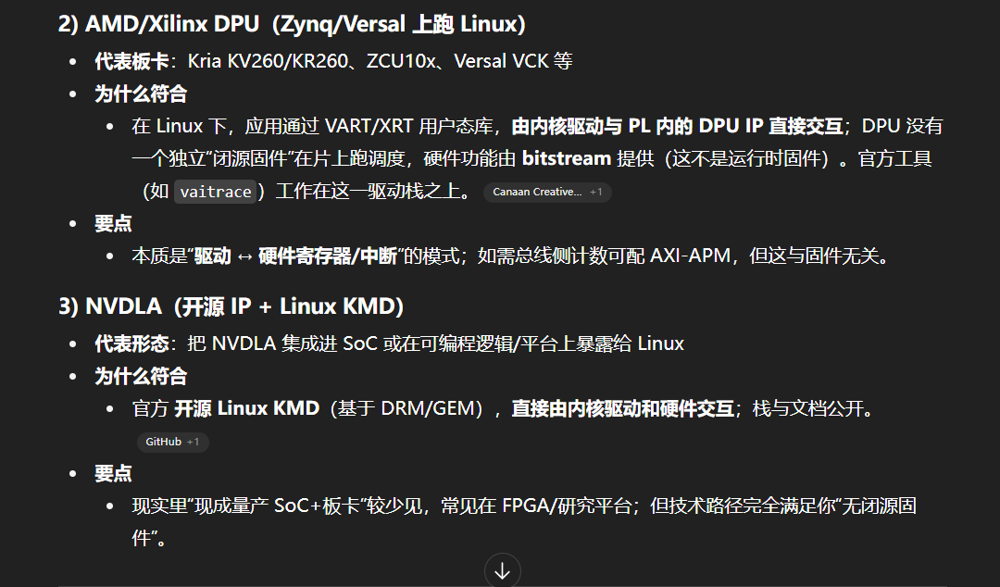 2) AMD/Xilinx DPU（Zynq/Versal 上跑 Linux）
代表板卡：Kria KV260/KR260、ZCU10x、Versal VCK 等
为什么符合
在 Linux 下，应用通过 VART/XRT 用户态库，由内核驱动与 PL 内的 DPU IP 直接交互；DPU 没有
一个独立“闭源固件”在片上跑调度，硬件功能由 bitstream 提供（这不是运行时固件）。官方工具
（如 vaitrace ）工作在这一驱动栈之上。 Canaan Creative... +1
要点
本质是“驱动 ↔ 硬件寄存器/中断”的模式；如需总线侧计数可配 AXI-APM，但这与固件无关。
3) NVDLA（开源 IP + Linux KMD）
代表形态：把 NVDLA 集成进 SoC 或在可编程逻辑/平台上暴露给 Linux
为什么符合
官方 开源 Linux KMD（基于 DRM/GEM），直接由内核驱动和硬件交互；栈与文档公开。
GitHub +1
要点
现实里“现成量产 SoC+板卡”较少见，常见在 FPGA/研究平台；但技术路径完全满足你“无闭源固
件”。